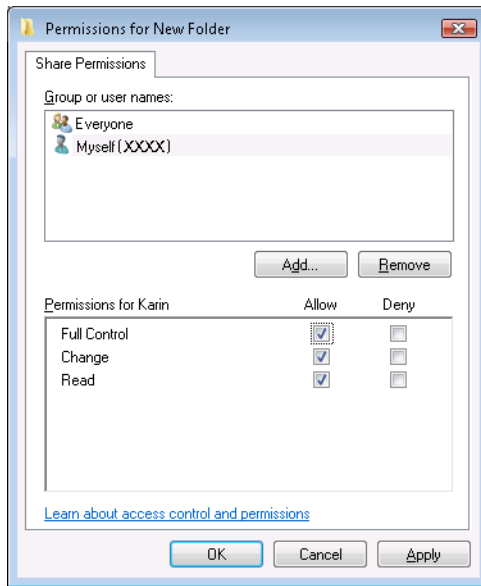 Permissions for New Folder
Share Permissions
Group or user names:
Everyone
Myself(XXXX)
Add... Remove
Permissions for Karin Allow Deny
Full Control
Change
Read
Learn about access control and permissions
OK Cancel Apply